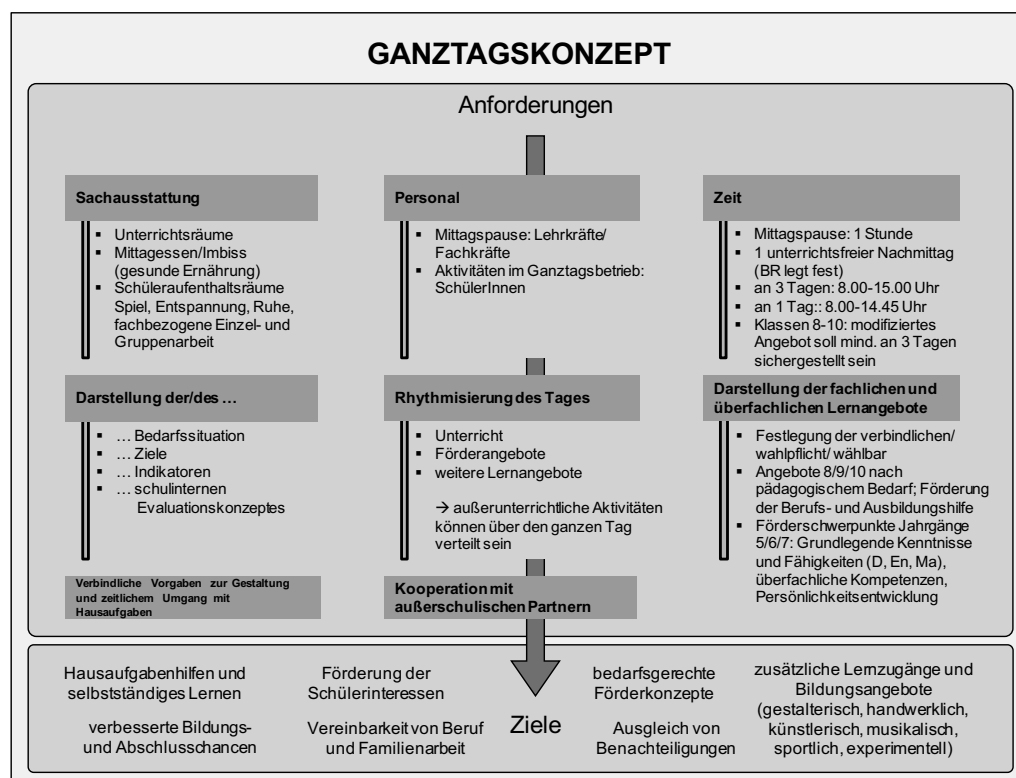 GANZTAGSKONZEPT
Anforderungen
Sachausstattung
▪ Unterrichtsräume
▪ Mittagessen/Imbiss
(gesunde Ernährung)
▪ Schüleraufenthaltsräume
Spiel, Entspannung, Ruhe,
fachbezogene Einzel- und
Gruppenarbeit
Personal
▪ Mittagspause: Lehrkräfte/
Fachkräfte
▪ Aktivitäten im Ganztagsbetrieb:
SchülerInnen
Zeit
▪ Mittagspause: 1 Stunde
▪ 1 unterrichtsfreier Nachmittag
(BR legt fest)
▪ an 3 Tagen: 8.00-15.00 Uhr
▪ an 1 Tag:: 8.00-14.45 Uhr
▪ Klassen 8-10: modifiziertes
Angebot soll mind. an 3 Tagen
sichergestellt sein
Darstellung der/des …
▪ … Bedarfssituation
▪ … Ziele
▪ … Indikatoren
▪ … schulinternen
Evaluationskonzeptes
Rhythmisierung des Tages
▪ Unterricht
▪ Förderangebote
▪ weitere Lernangebote
→ außerunterrichtliche Aktivitäten
können über den ganzen Tag
verteilt sein
Darstellung der fachlichen und
überfachlichen Lernangebote
▪ Festlegung der verbindlichen/
wahlpflicht/ wählbar
▪ Angebote 8/9/10 nach
pädagogischem Bedarf; Förderung
der Berufs- und Ausbildungshilfe
▪ Förderschwerpunkte Jahrgänge
5/6/7: Grundlegende Kenntnisse
und Fähigkeiten (D, En, Ma),
überfachliche Kompetenzen,
Persönlichkeitsentwicklung
Verbindliche Vorgaben zur Gestaltung
und zeitlichem Umgang mit
Hausaufgaben
Kooperation mit
außerschulischen Partnern
Hausaufgabenhilfen und
selbstständiges Lernen
Förderung der
Schülerinteressen
bedarfsgerechte
Förderkonzepte
zusätzliche Lernzugänge und
Bildungsangebote
(gestalterisch, handwerklich,
künstlerisch, musikalisch,
sportlich, experimentell)
verbesserte Bildungs-
und Abschlusschancen
Vereinbarkeit von Beruf
und Familienarbeit
Ziele
Ausgleich von
Benachteiligungen